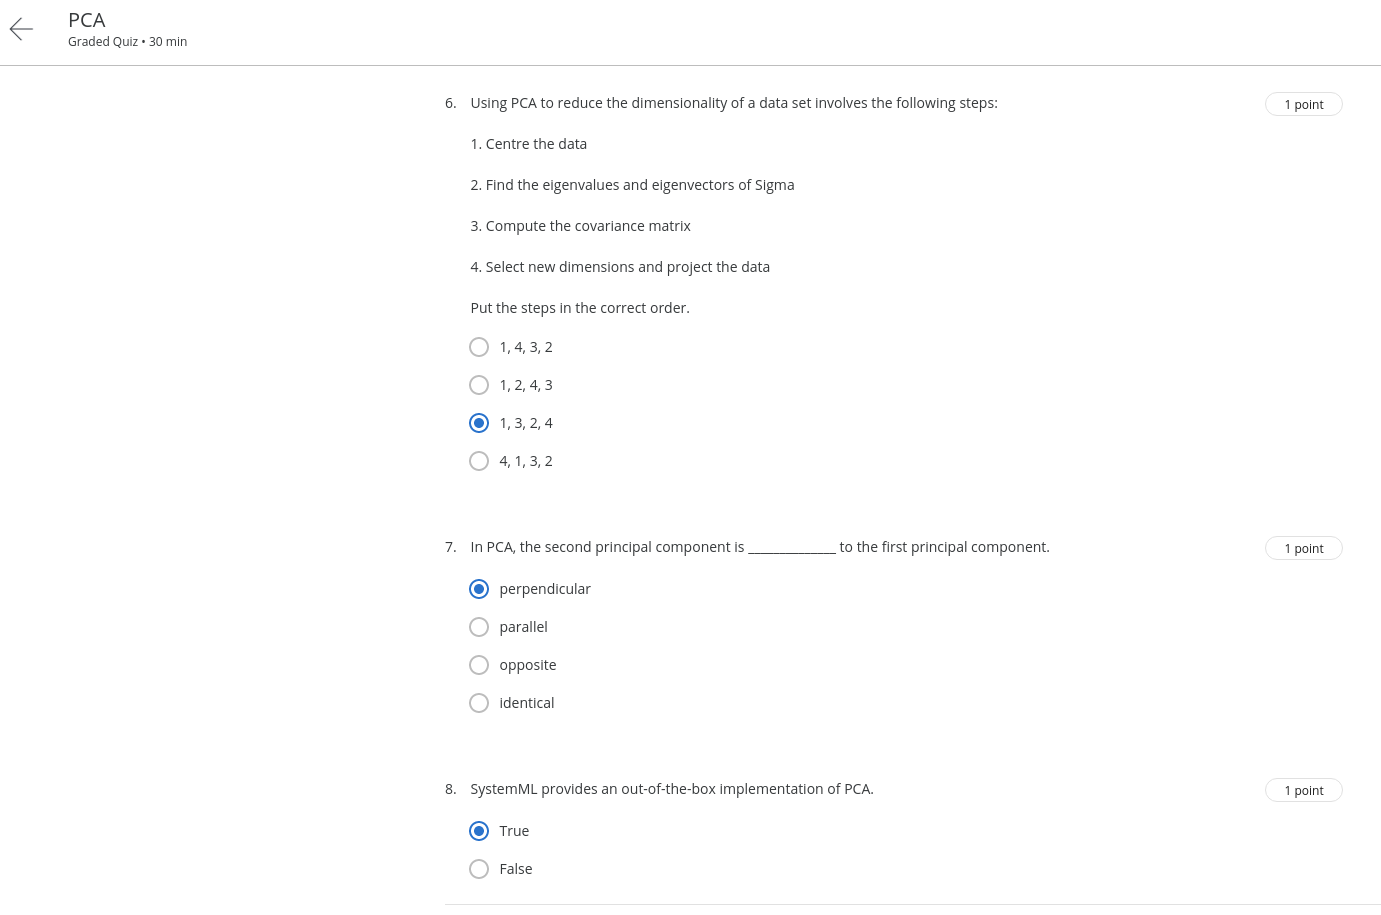 PCA
Graded Quiz • 30 min
6. Using PCA to reduce the dimensionality of a data set involves the following steps:
1 point
1. Centre the data
2. Find the eigenvalues and eigenvectors of Sigma
3. Compute the covariance matrix
4. Select new dimensions and project the data
Put the steps in the correct order.
1, 4, 3, 2
1, 2, 4, 3
1, 3, 2, 4
4, 1, 3, 2
7. In PCA, the second principal component is _____________ to the first principal component.
1 point
perpendicular
parallel
opposite
identical
8. SystemML provides an out-of-the-box implementation of PCA.
1 point
True
False